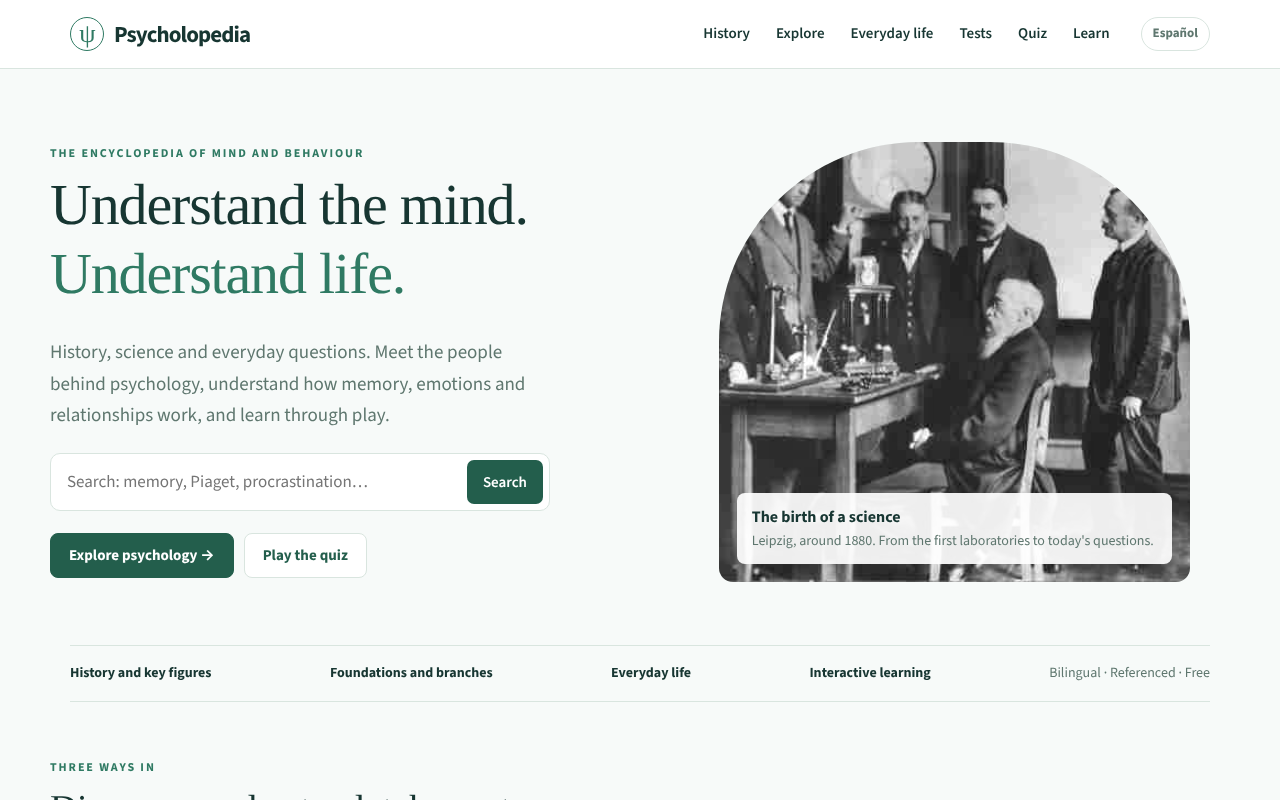 ψ Psycholopedia
History Explore Everyday life Tests Quiz Learn Español
THE ENCYCLOPEDIA OF MIND AND BEHAVIOUR
Understand the mind.
Understand life.
History, science and everyday questions. Meet the people
behind psychology, understand how memory, emotions and
relationships work, and learn through play.
Search: memory, Piaget, procrastination…
Search
Explore psychology →
Play the quiz
The birth of a science
Leipzig, around 1880. From the first laboratories to today's questions.
History and key figures
Foundations and branches
Everyday life
Interactive learning
Bilingual · Referenced · Free
THREE WAYS IN